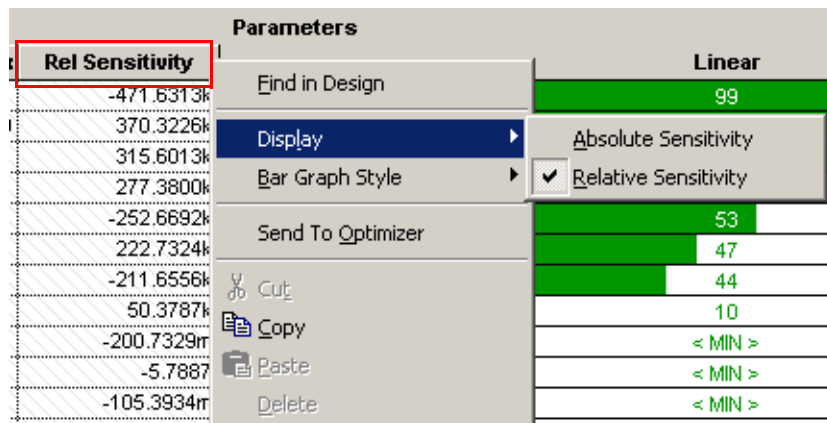 Parameters
Rel Sensitivity
Linear
-471.6313k
99
370.3226k
315.6013k
277.3800k
-252.6692k
53
222.7324k
47
-211.6556k
44
50.3787k
10
-200.7329m
< MIN >
-5.7887
< MIN >
-105.3934m
< MIN >
Find in Design
Display
Bar Graph Style
Send To Optimizer
Cut
Copy
Paste
Delete
Absolute Sensitivity
Relative Sensitivity